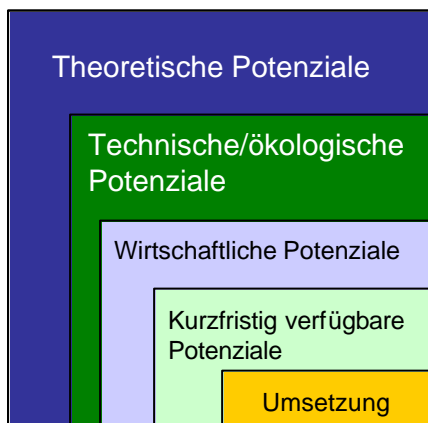 Theoretische Potenziale
Technische/ökologische
Potenziale
Wirtschaftliche Potenziale
Kurzfristig verfügbare
Potenziale
Umsetzung